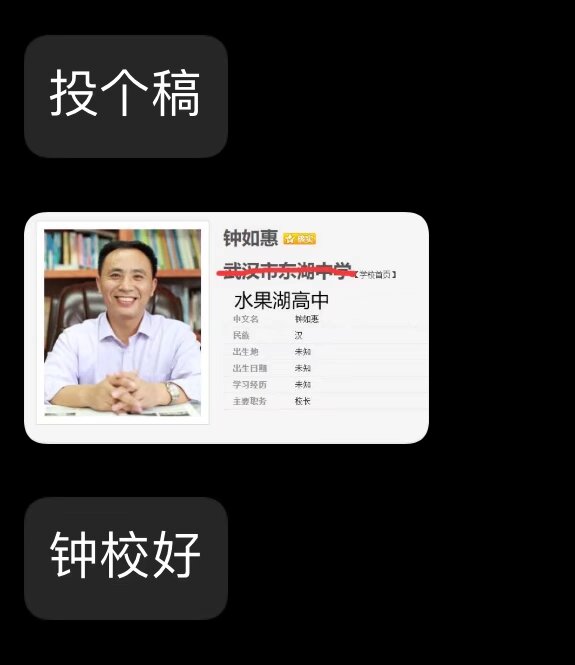 投个稿
钟如惠
武汉市东湖中学【学校首页】
水果湖高中
中文名 钟如惠
民族 汉
出生地 未知
出生日期 未知
学习经历 未知
主要职务 校长
钟校好